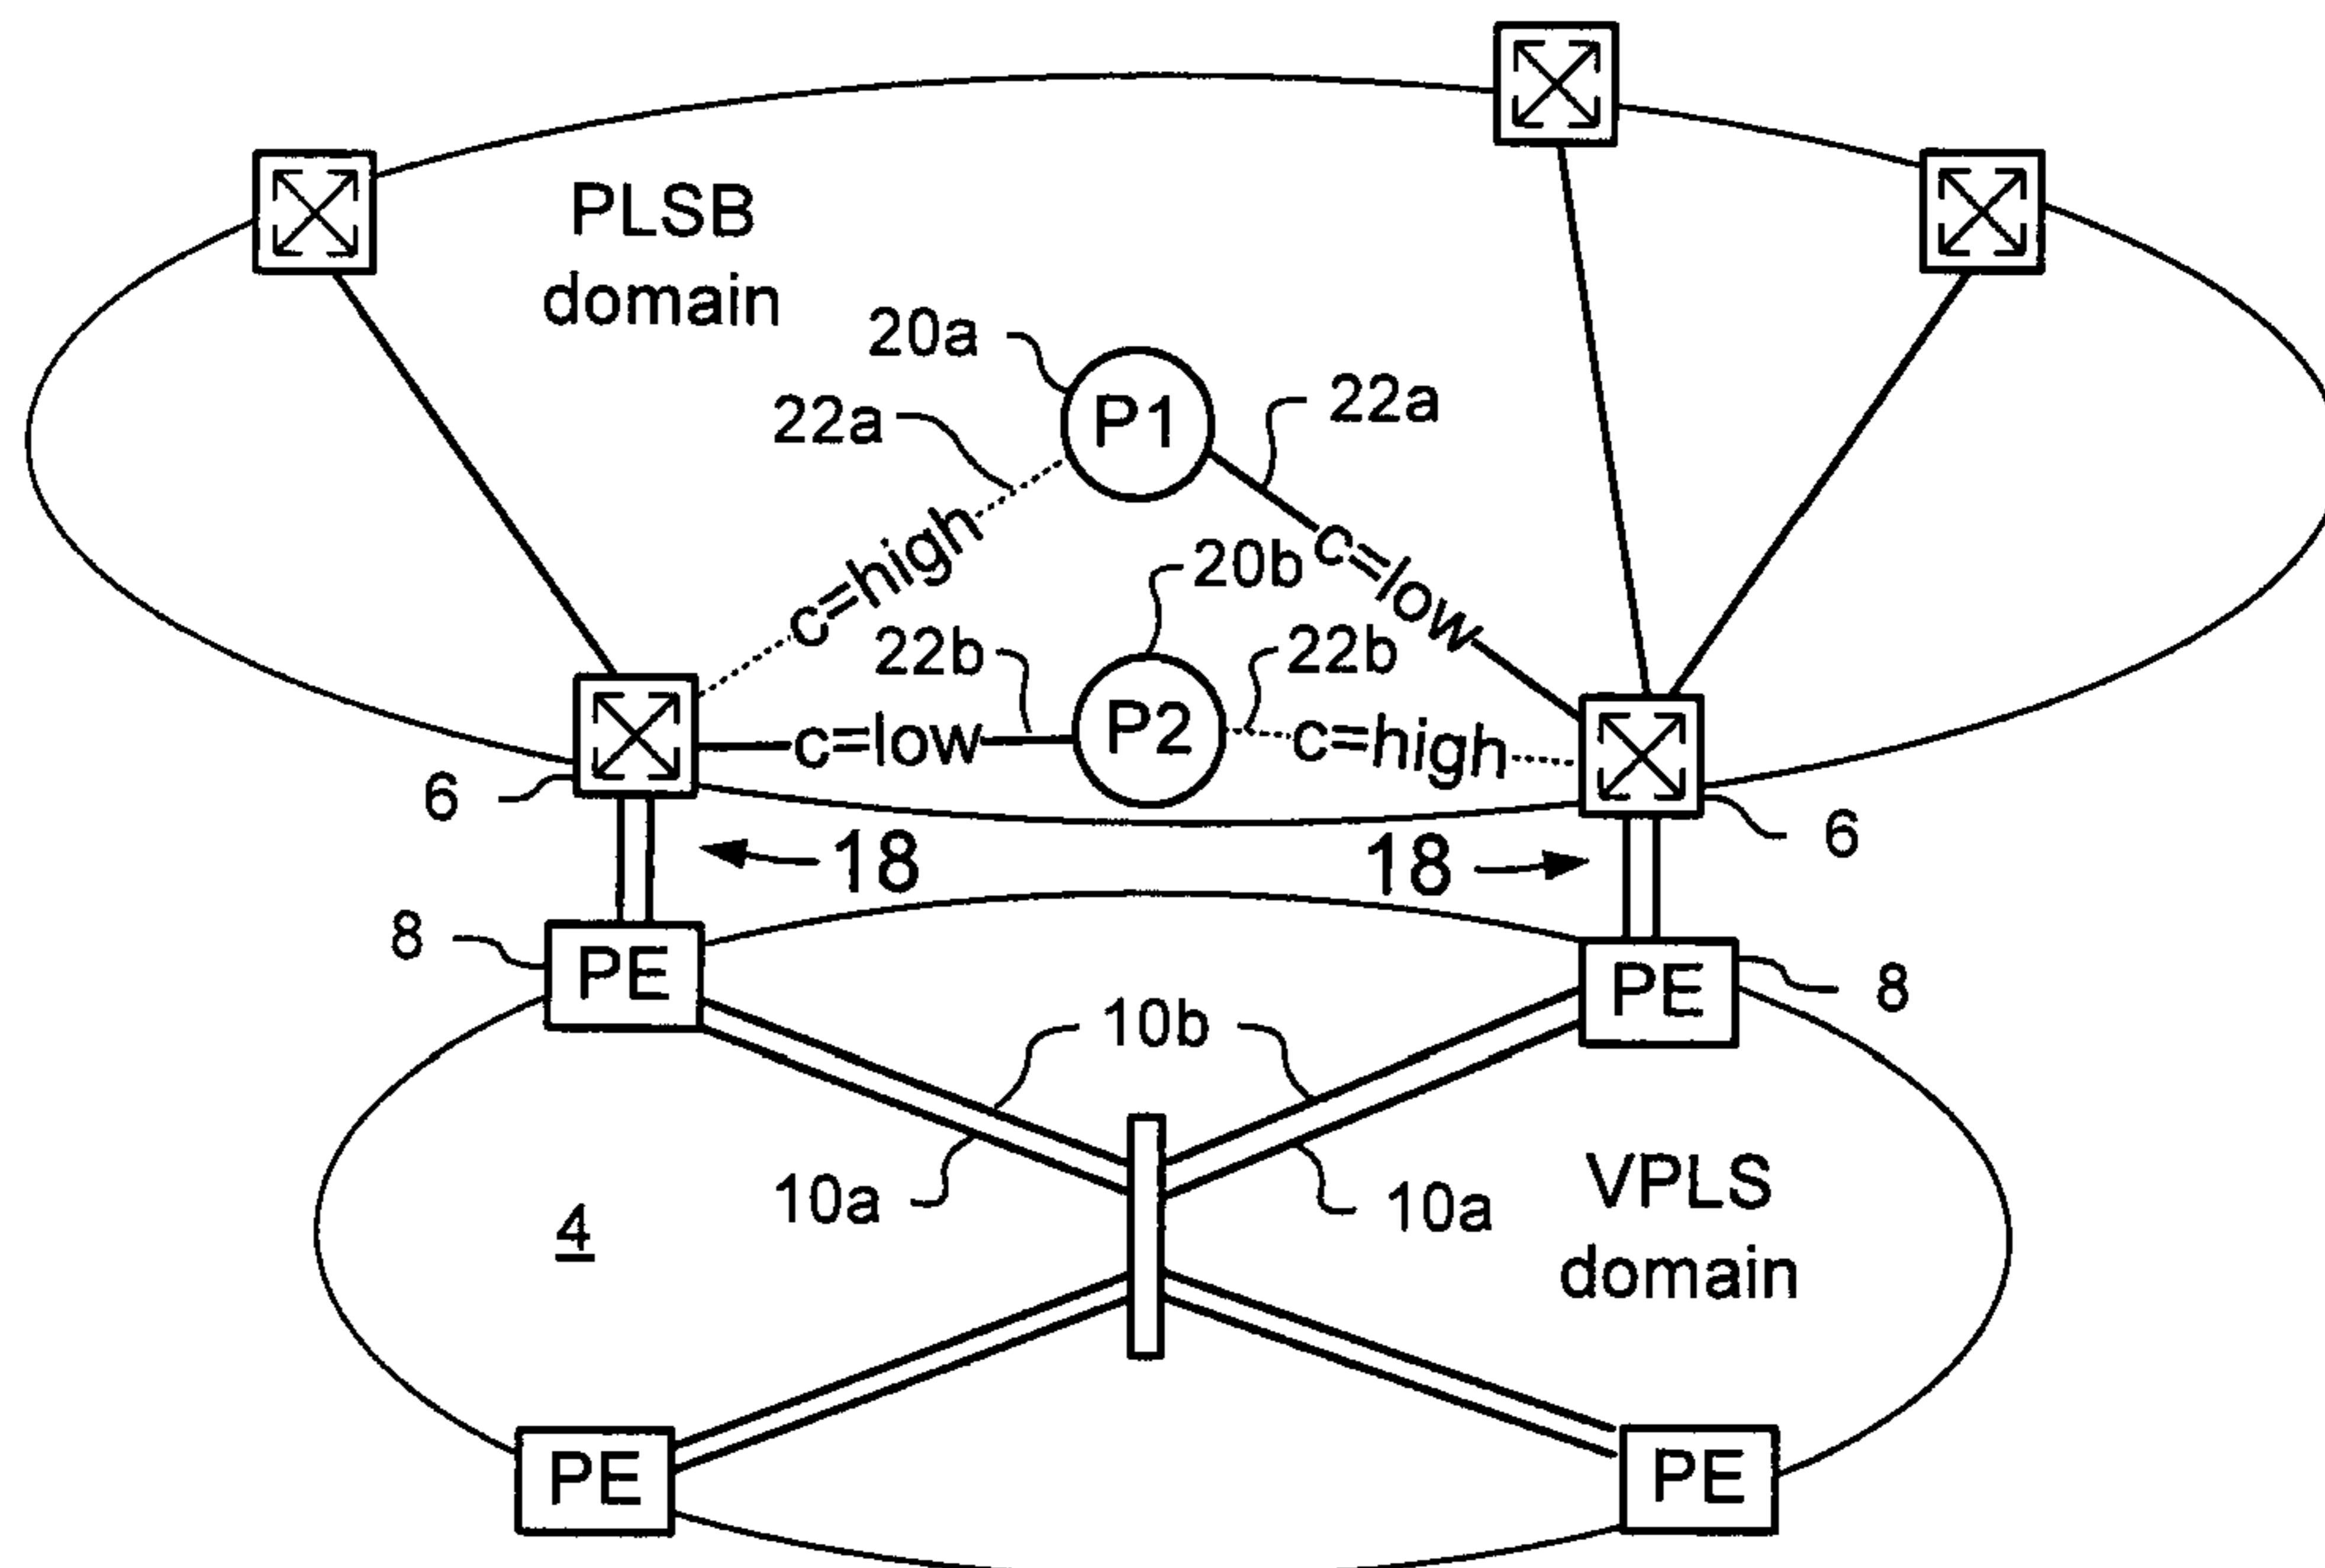 PLSB
domain
20a
22a
P1
22a
c=high
c=low
20b
22b
22b
P2
c=low
c=high
6
6
18
18
8
PE
PE
8
10b
10a
10a
4
VPLS
domain
PE
PE